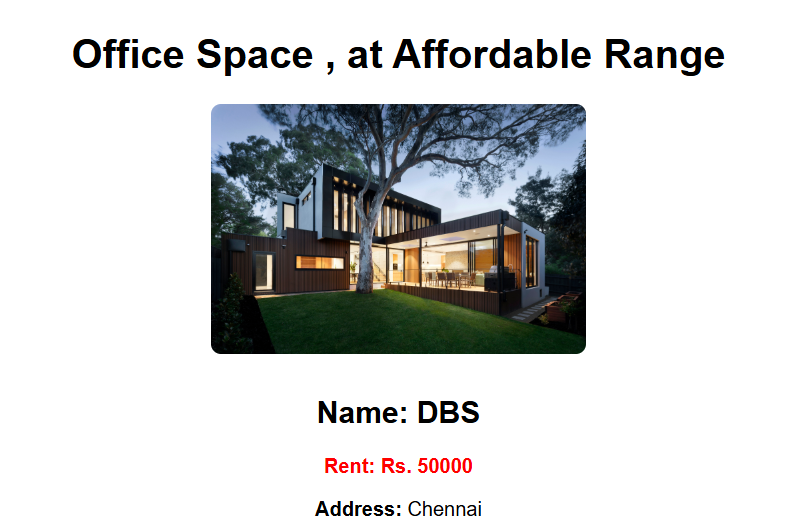 Office Space , at Affordable Range
Name: DBS
Rent: Rs. 50000
Address: Chennai